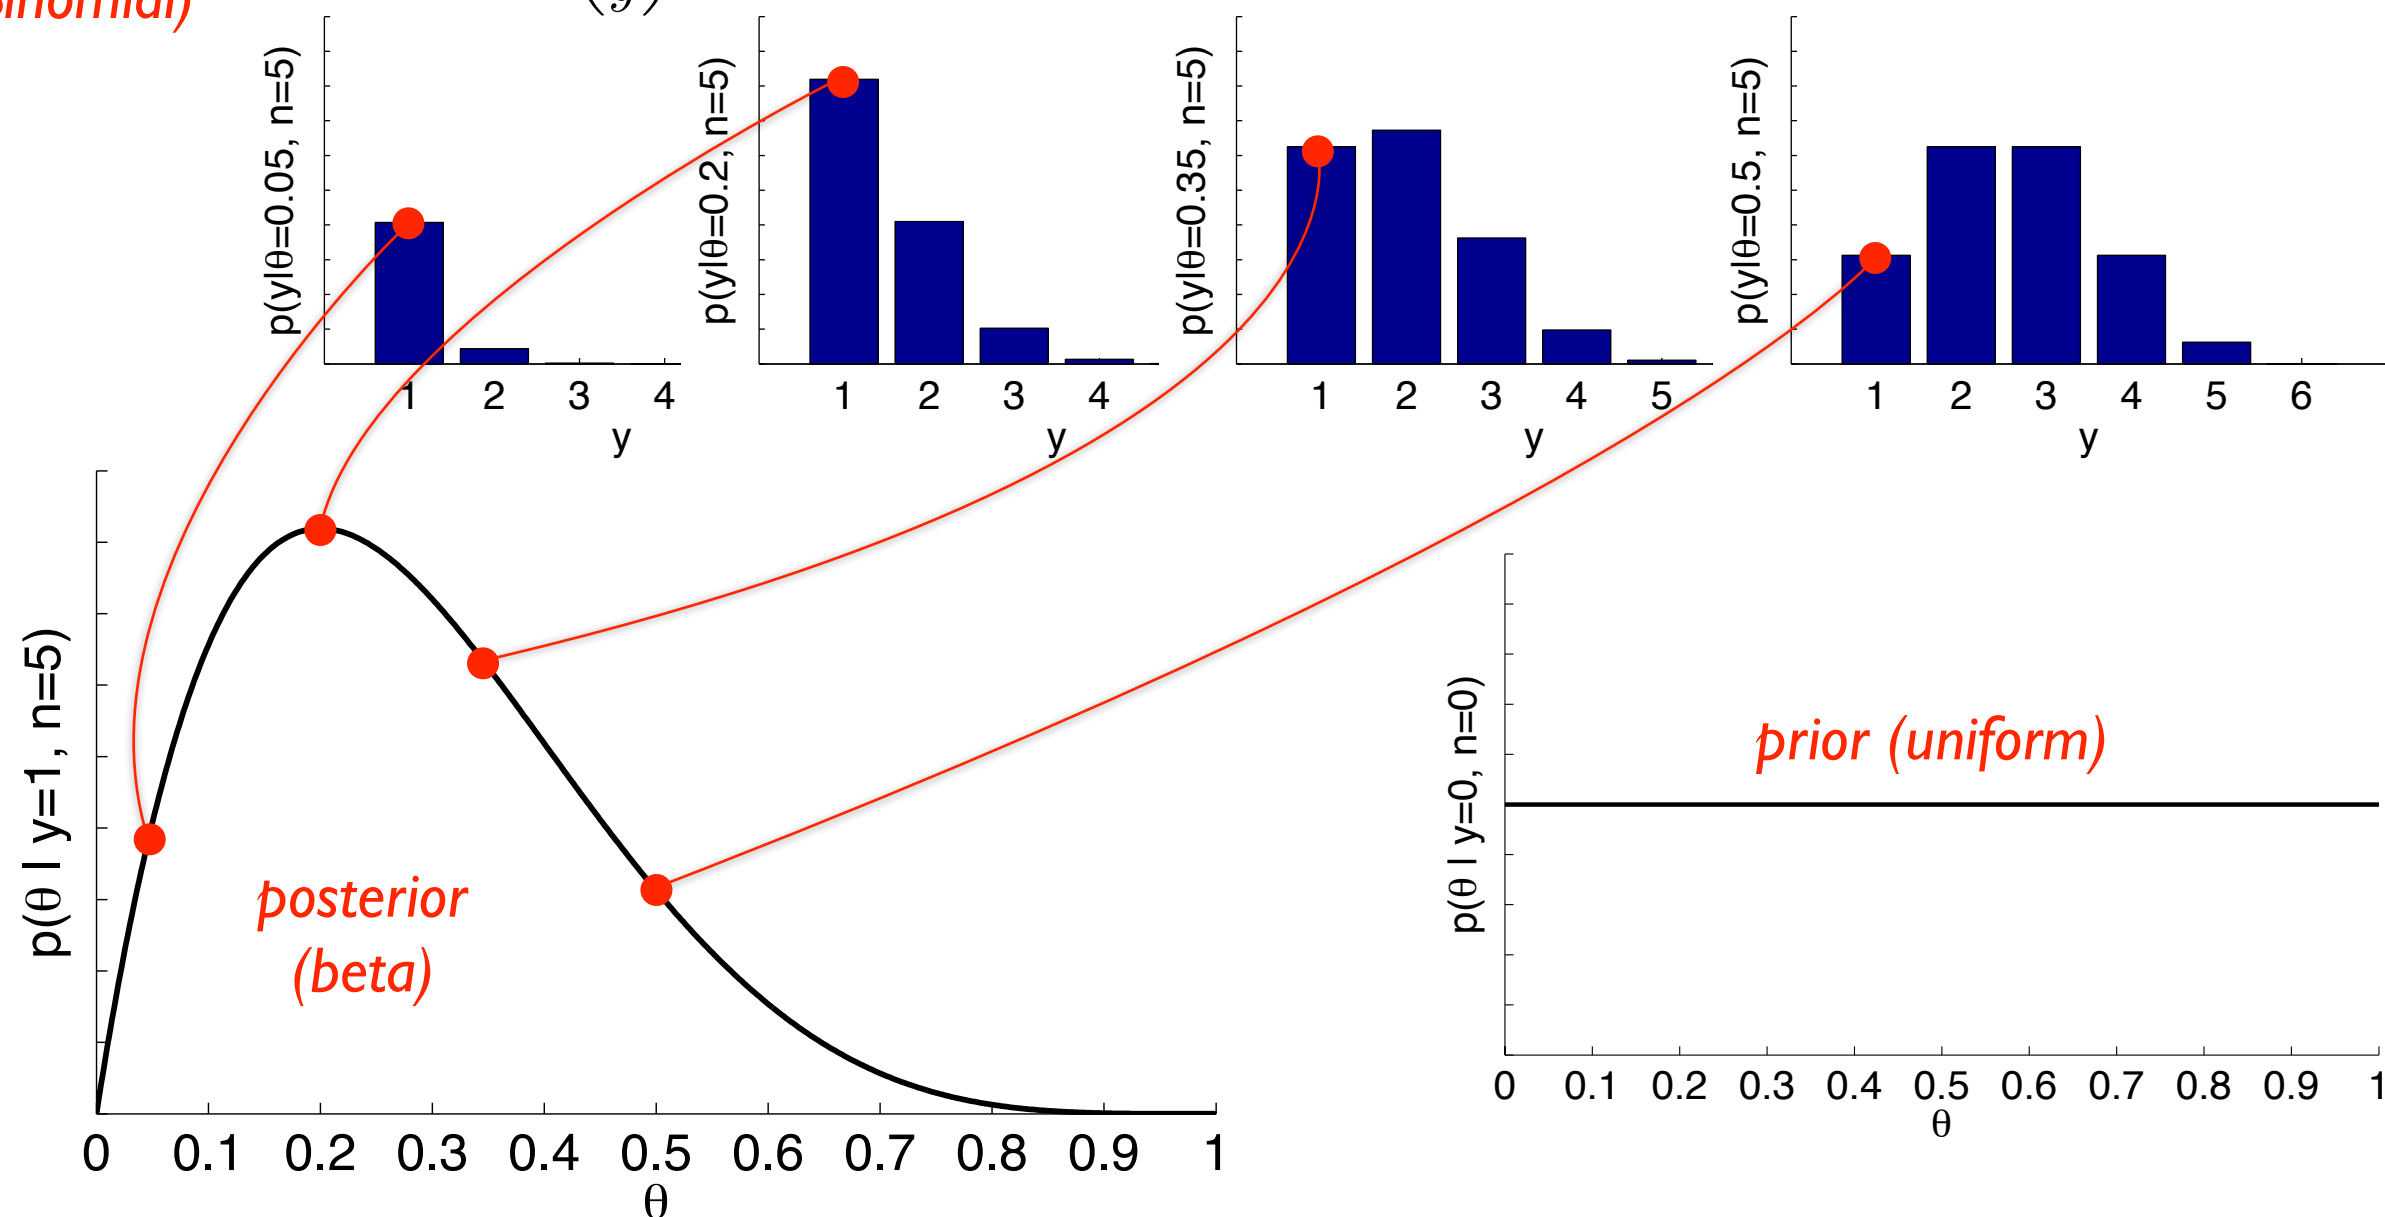 (y)
p(y|θ=0.05, n=5)
1 2 3 4
y
p(y|θ=0.2, n=5)
1 2 3 4
y
p(y|θ=0.35, n=5)
1 2 3 4 5
y
p(y|θ=0.5, n=5)
1 2 3 4 5 6
y
p(θ | y=1, n=5)
posterior
(beta)
0 0.1 0.2 0.3 0.4 0.5 0.6 0.7 0.8 0.9 1
θ
p(θ | y=0, n=0)
prior (uniform)
0 0.1 0.2 0.3 0.4 0.5 0.6 0.7 0.8 0.9 1
θ